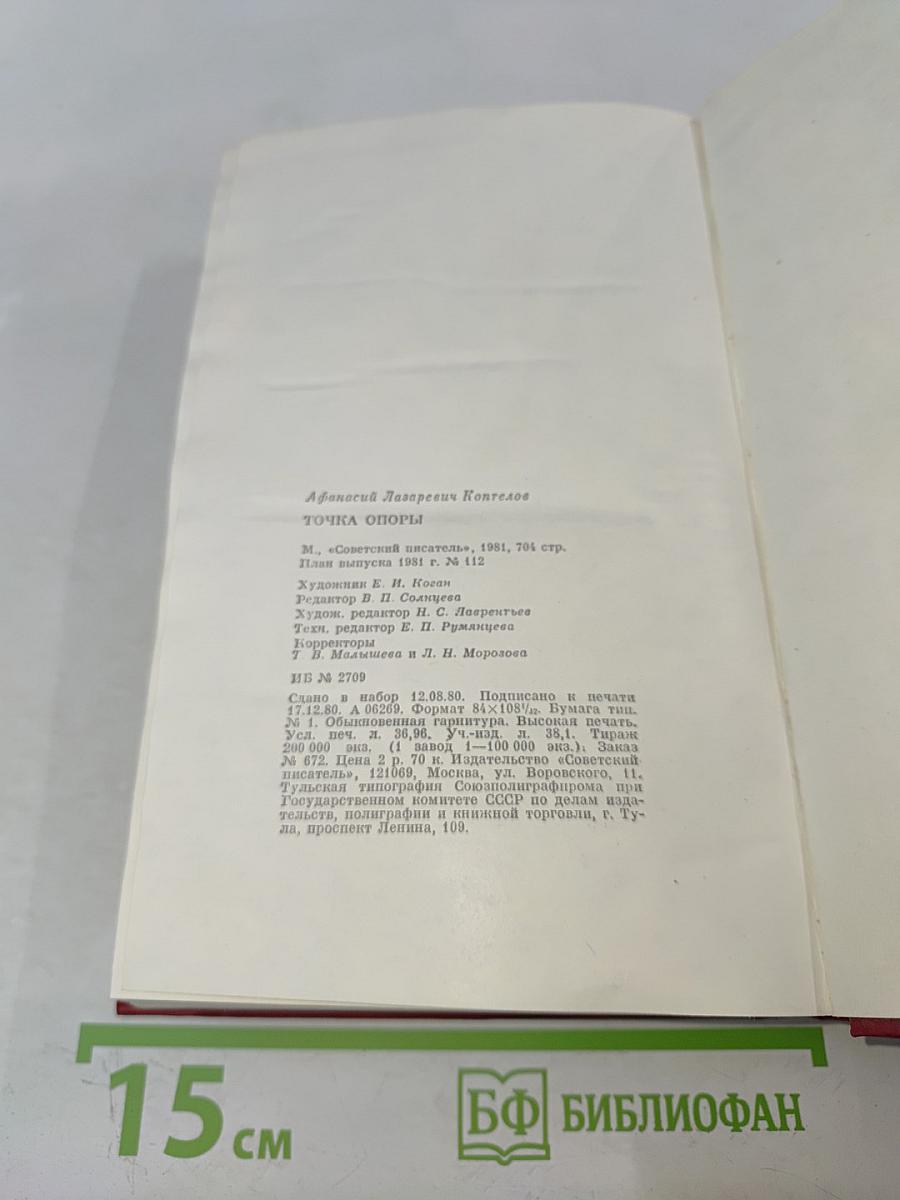 Афанасий Лазаревич Коптелов
ТОЧКА ОПОРЫ
М., «Советский писатель», 1981, 704 стр.
План выпуска 1981 г. № 112
Художник Е. И. Коган
Редактор В. П. Солнцева
Худож. редактор Н. С. Лаврентьев
Техн. редактор Е. П. Румянцева
Корректоры
Т. В. Малышева и Л. Н. Морозова
ИБ № 2709
Сдано в набор 12.08.80. Подписано к печати
17.12.80. А 06269. Формат 84×108¹/₃₂. Бумага тип.
№ 1. Обыкновенная гарнитура. Высокая печать.
Усл. печ. л. 36,96. Уч.-изд. л. 38,1. Тираж
200 000 экз. (1 завод 1—100 000 экз.). Заказ
№ 672. Цена 2 р. 70 к. Издательство «Советский
писатель», 121069, Москва, ул. Воровского, 11.
Тульская типография Союзполиграфпрома при
Государственном комитете СССР по делам изда-
тельств, полиграфии и книжной торговли, г. Ту-
ла, проспект Ленина, 109.
15 см
БФ БИБЛИОФАН